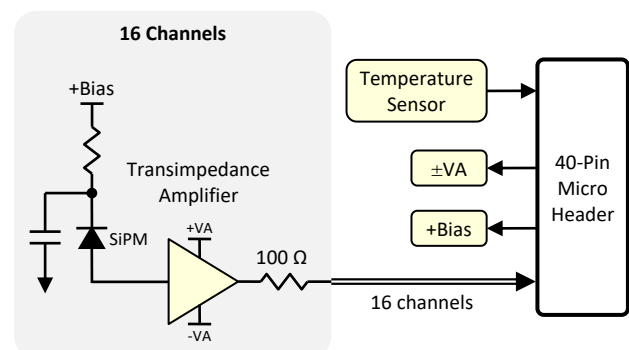 16 Channels
+Bias
Transimpedance
Amplifier
SiPM
+VA
-VA
100 Ω
16 channels
Temperature
Sensor
±VA
+Bias
40-Pin
Micro
Header